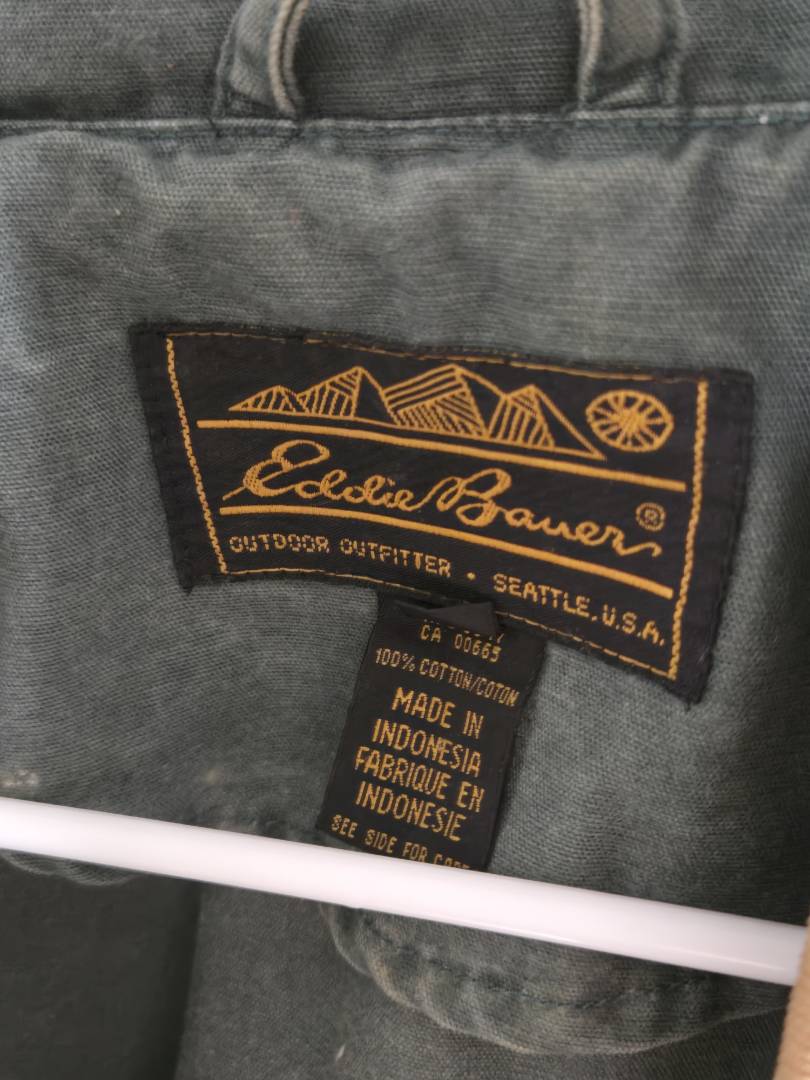 Eddie Bauer ®
OUTDOOR OUTFITTER • SEATTLE, U.S.A.
CA 00665
100% COTTON/COTON
MADE IN
INDONESIA
FABRIQUE EN
INDONESIE
SEE SIDE FOR CARE